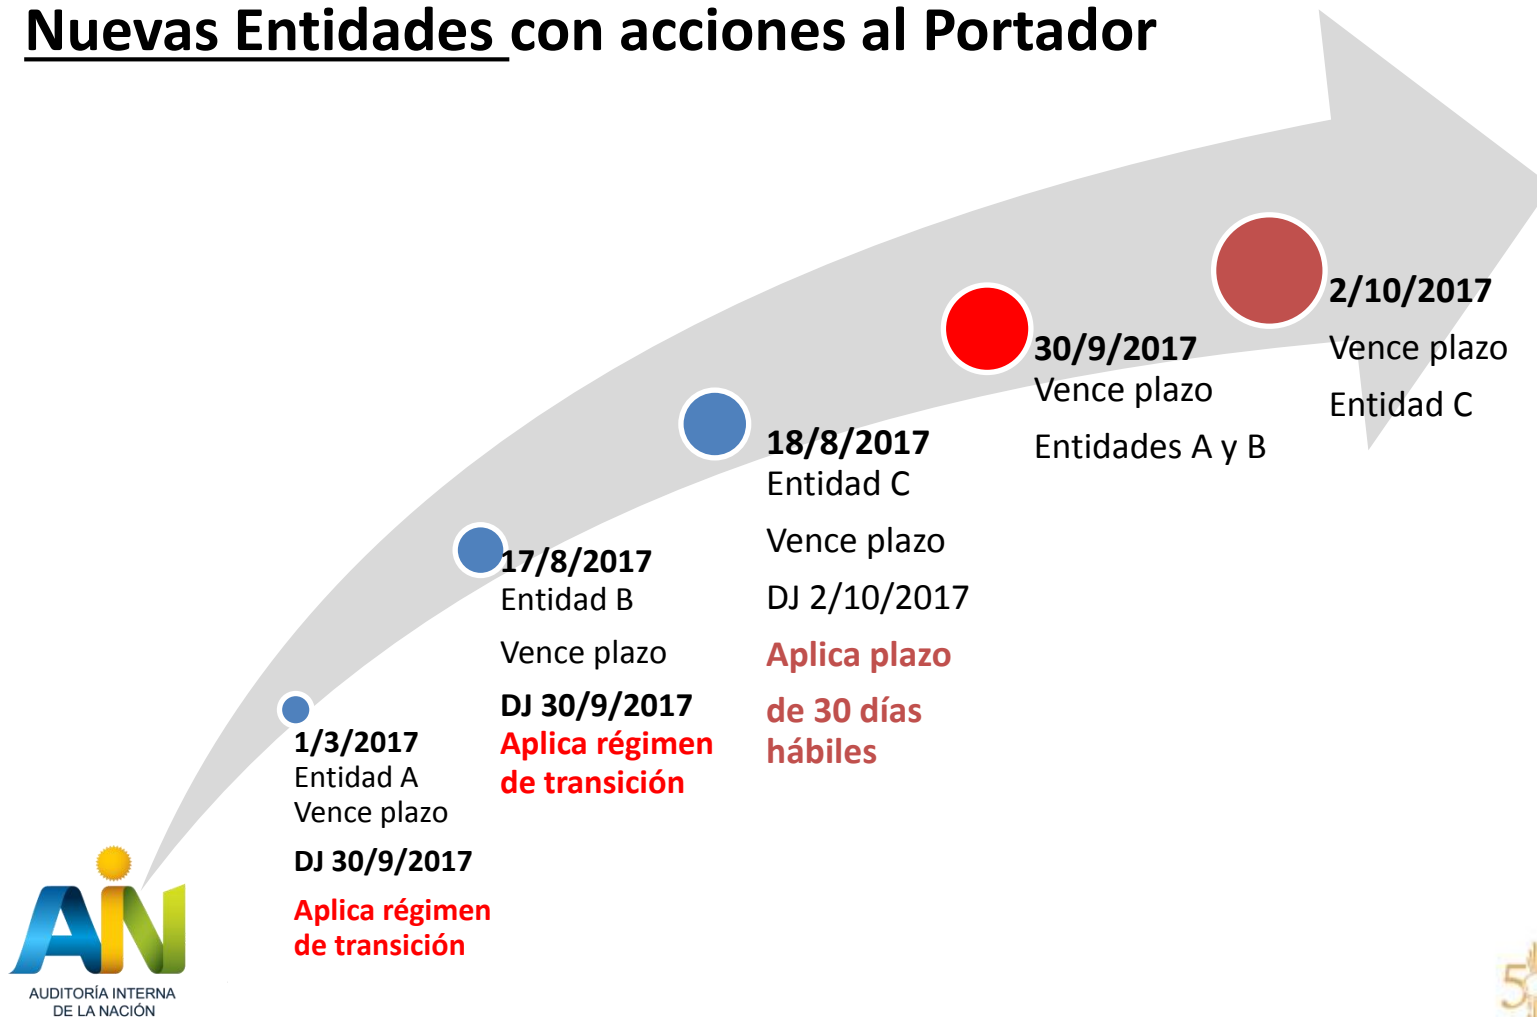 Nuevas Entidades con acciones al Portador
1/3/2017
Entidad A
Vence plazo
DJ 30/9/2017
Aplica régimen
de transición
17/8/2017
Entidad B
Vence plazo
DJ 30/9/2017
Aplica régimen
de transición
18/8/2017
Entidad C
Vence plazo
DJ 2/10/2017
Aplica plazo
de 30 días
hábiles
30/9/2017
Vence plazo
Entidades A y B
2/10/2017
Vence plazo
Entidad C
AIN
AUDITORÍA INTERNA
DE LA NACIÓN